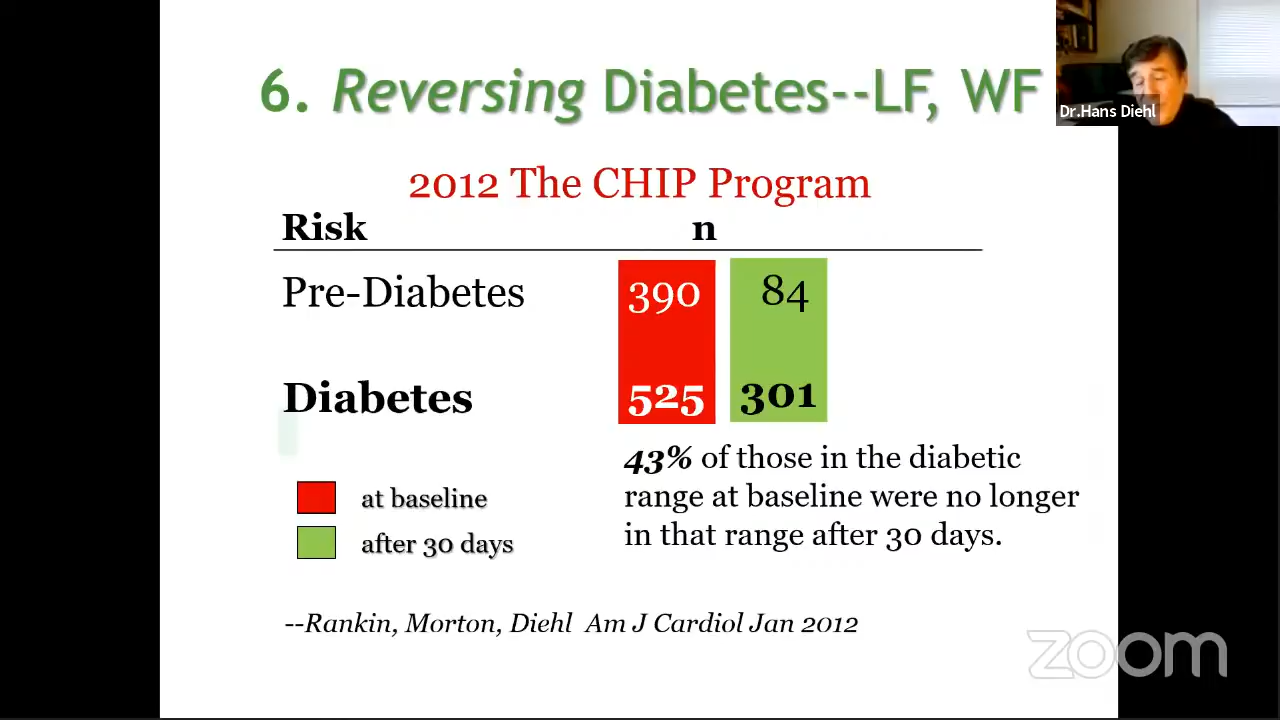 6. Reversing Diabetes--LF, WF
Dr.Hans Diehl
2012 The CHIP Program
Risk n
Pre-Diabetes 390 84
Diabetes 525 301
43% of those in the diabetic
range at baseline were no longer
in that range after 30 days.
at baseline
after 30 days
--Rankin, Morton, Diehl Am J Cardiol Jan 2012
zoom